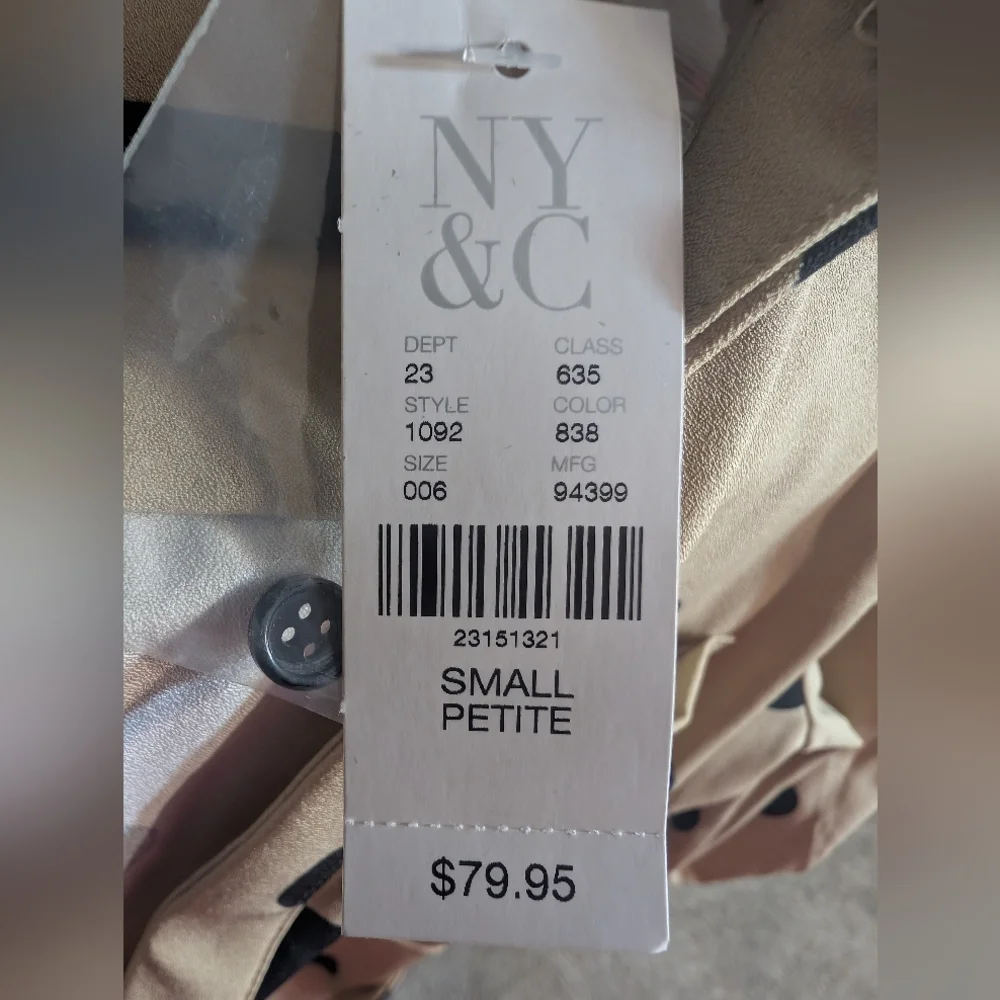 NY
&C
DEPT CLASS
23 635
STYLE COLOR
1092 838
SIZE MFG
006 94399
23151321
SMALL
PETITE
$79.95